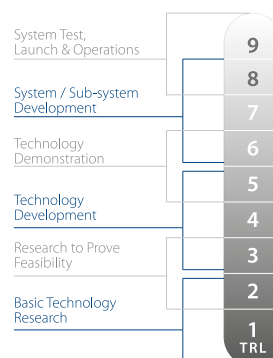 System Test,
Launch & Operations
System / Sub-system
Development
Technology
Demonstration
Technology
Development
Research to Prove
Feasibility
Basic Technology
Research
9
8
7
6
5
4
3
2
1
TRL